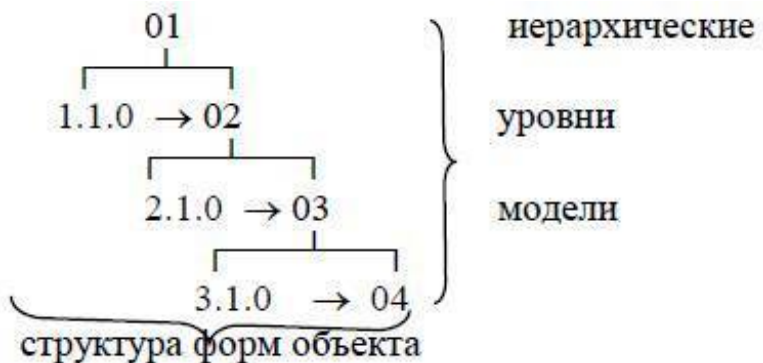 01 иерархические
1.1.0 → 02 уровни
2.1.0 → 03 модели
3.1.0 → 04
структура форм объекта